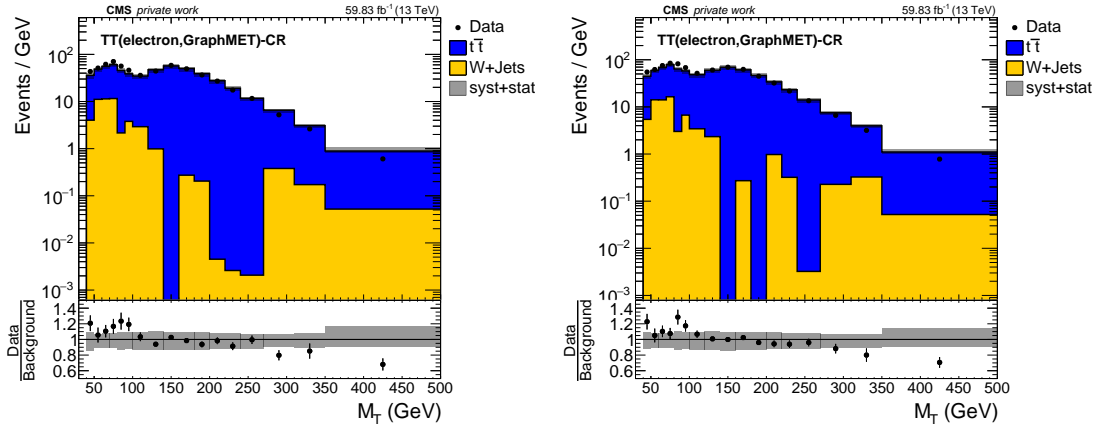 CMS private work 59.83 fb⁻¹ (13 TeV)
TT(electron,GraphMET)-CR
Data
tt̅
W+Jets
syst+stat
Events / GeV
10²
10
1
10⁻¹
10⁻²
10⁻³
Data
Background
1.4
1.2
1
0.8
0.6
50 100 150 200 250 300 350 400 450 500
M_T (GeV)
CMS private work 59.83 fb⁻¹ (13 TeV)
TT(electron,GraphMET)-CR
Data
tt̅
W+Jets
syst+stat
Events / GeV
10²
10
1
10⁻¹
10⁻²
10⁻³
Data
Background
1.4
1.2
1
0.8
0.6
50 100 150 200 250 300 350 400 450 500
M_T (GeV)